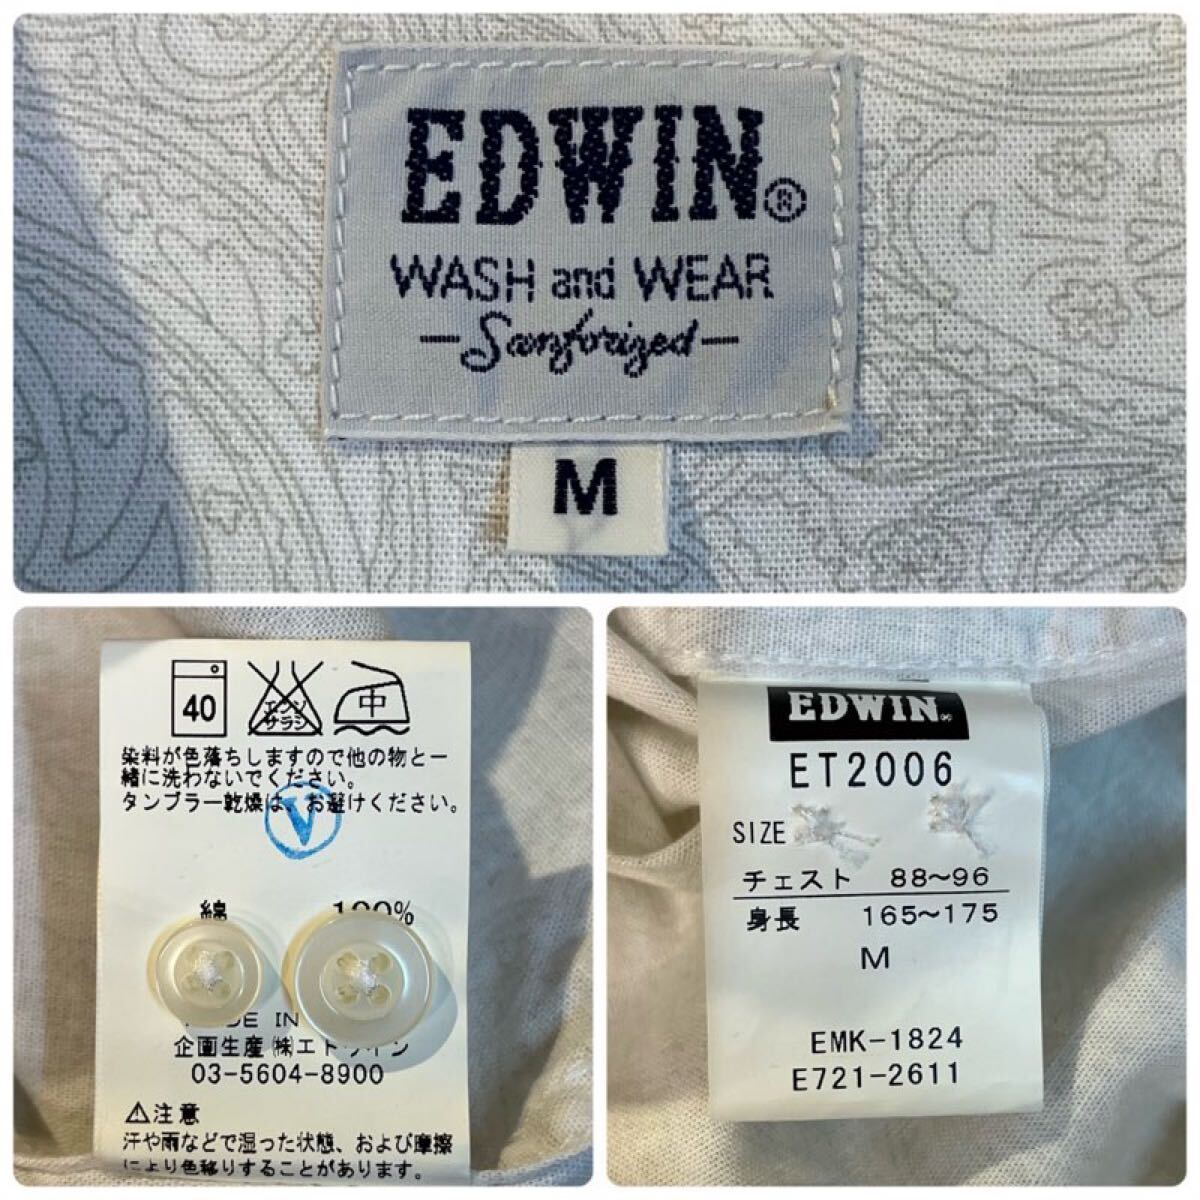 EDWIN®
WASH and WEAR
-Sanforized-
M
40
エンソ
サラシ
中
染料が色落ちしますので他の物と一
緒に洗わないでください。
タンブラー乾燥は、お避けください。
V
綿 100%
IN
企画生産㈱エドウイン
03-5604-8900
⚠注意
汗や雨などで湿った状態、および摩擦
により色移りすることがあります。
EDWIN®
ET2006
SIZE
チェスト 88~96
身長 165~175
M
EMK-1824
E721-2611